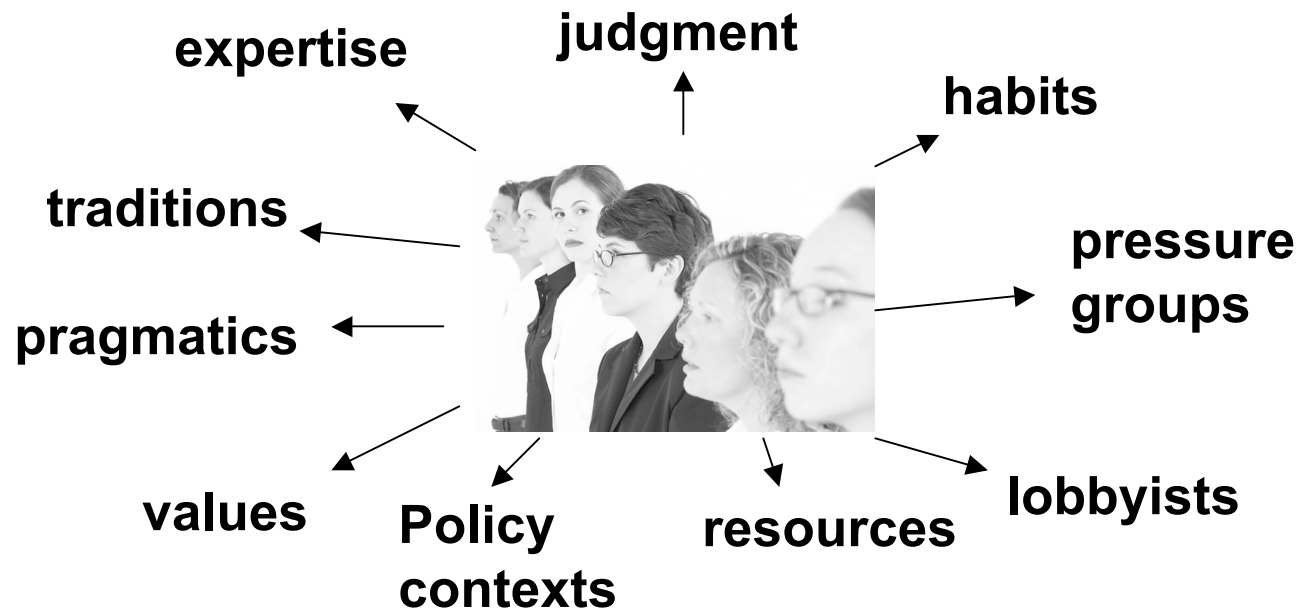 judgment
expertise
habits
traditions
pressure
groups
pragmatics
values
Policy
contexts
resources
lobbyists